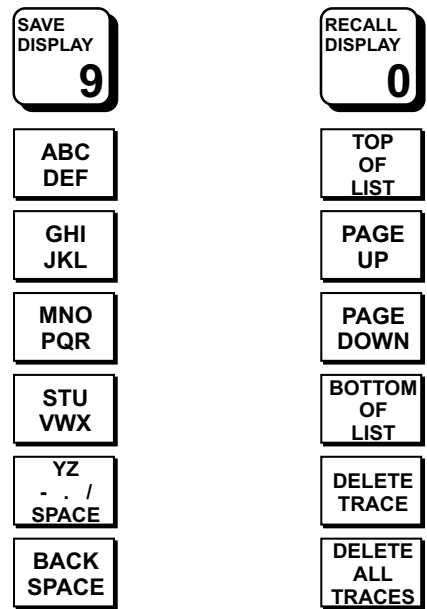 SAVE
DISPLAY
9
ABC
DEF
GHI
JKL
MNO
PQR
STU
VWX
YZ
- . /
SPACE
BACK
SPACE
RECALL
DISPLAY
0
TOP
OF
LIST
PAGE
UP
PAGE
DOWN
BOTTOM
OF
LIST
DELETE
TRACE
DELETE
ALL
TRACES